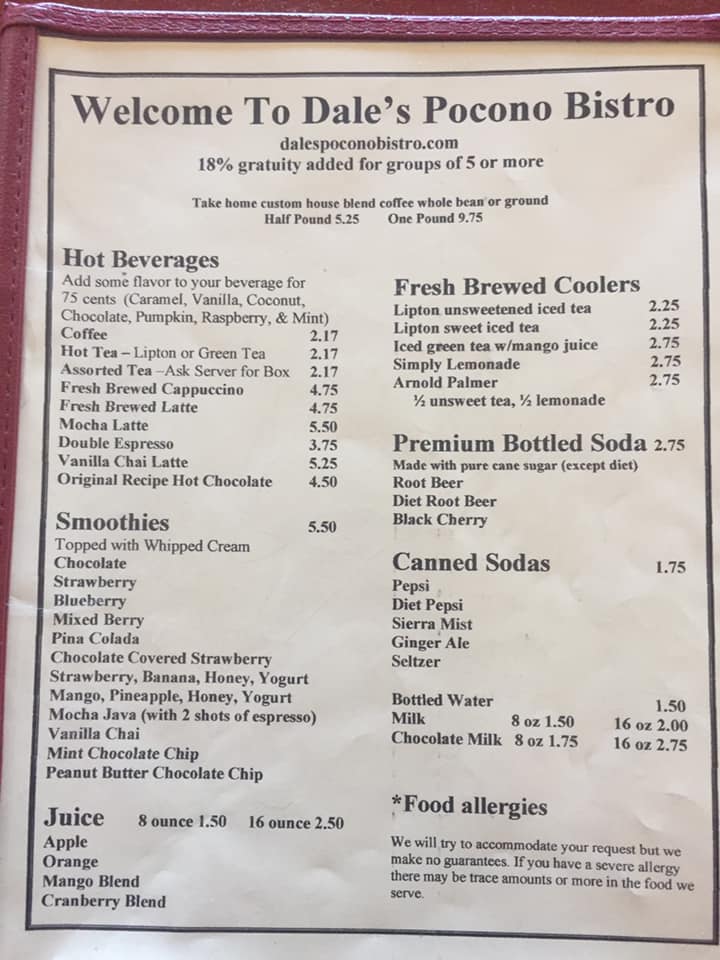 Welcome To Dale's Pocono Bistro
dalespoconobistro.com
18% gratuity added for groups of 5 or more
Take home custom house blend coffee whole bean or ground
Half Pound 5.25 One Pound 9.75
Hot Beverages
Add some flavor to your beverage for
75 cents (Caramel, Vanilla, Coconut,
Chocolate, Pumpkin, Raspberry, & Mint)
Coffee 2.17
Hot Tea – Lipton or Green Tea 2.17
Assorted Tea –Ask Server for Box 2.17
Fresh Brewed Cappuccino 4.75
Fresh Brewed Latte 4.75
Mocha Latte 5.50
Double Espresso 3.75
Vanilla Chai Latte 5.25
Original Recipe Hot Chocolate 4.50
Smoothies 5.50
Topped with Whipped Cream
Chocolate
Strawberry
Blueberry
Mixed Berry
Pina Colada
Chocolate Covered Strawberry
Strawberry, Banana, Honey, Yogurt
Mango, Pineapple, Honey, Yogurt
Mocha Java (with 2 shots of espresso)
Vanilla Chai
Mint Chocolate Chip
Peanut Butter Chocolate Chip
Juice 8 ounce 1.50 16 ounce 2.50
Apple
Orange
Mango Blend
Cranberry Blend
Fresh Brewed Coolers
Lipton unsweetened iced tea 2.25
Lipton sweet iced tea 2.25
Iced green tea w/mango juice 2.75
Simply Lemonade 2.75
Arnold Palmer 2.75
½ unsweet tea, ½ lemonade
Premium Bottled Soda 2.75
Made with pure cane sugar (except diet)
Root Beer
Diet Root Beer
Black Cherry
Canned Sodas 1.75
Pepsi
Diet Pepsi
Sierra Mist
Ginger Ale
Seltzer
Bottled Water 1.50
Milk 8 oz 1.50 16 oz 2.00
Chocolate Milk 8 oz 1.75 16 oz 2.75
*Food allergies
We will try to accommodate your request but we
make no guarantees. If you have a severe allergy
there may be trace amounts or more in the food we
serve.